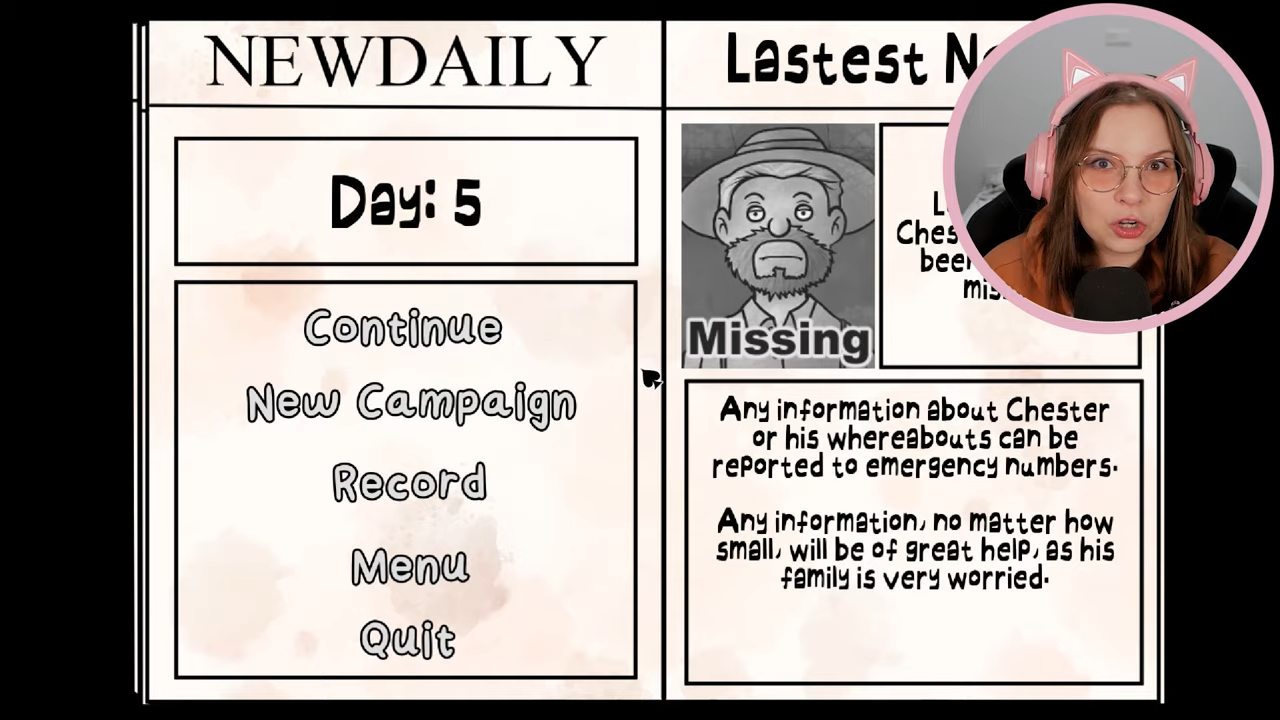 NEWDAILY
Day: 5
Continue
New Campaign
Record
Menu
Quit
Lastest
Missing
Any information about Chester
or his whereabouts can be
reported to emergency numbers.
Any information, no matter how
small, will be of great help, as his
family is very worried.